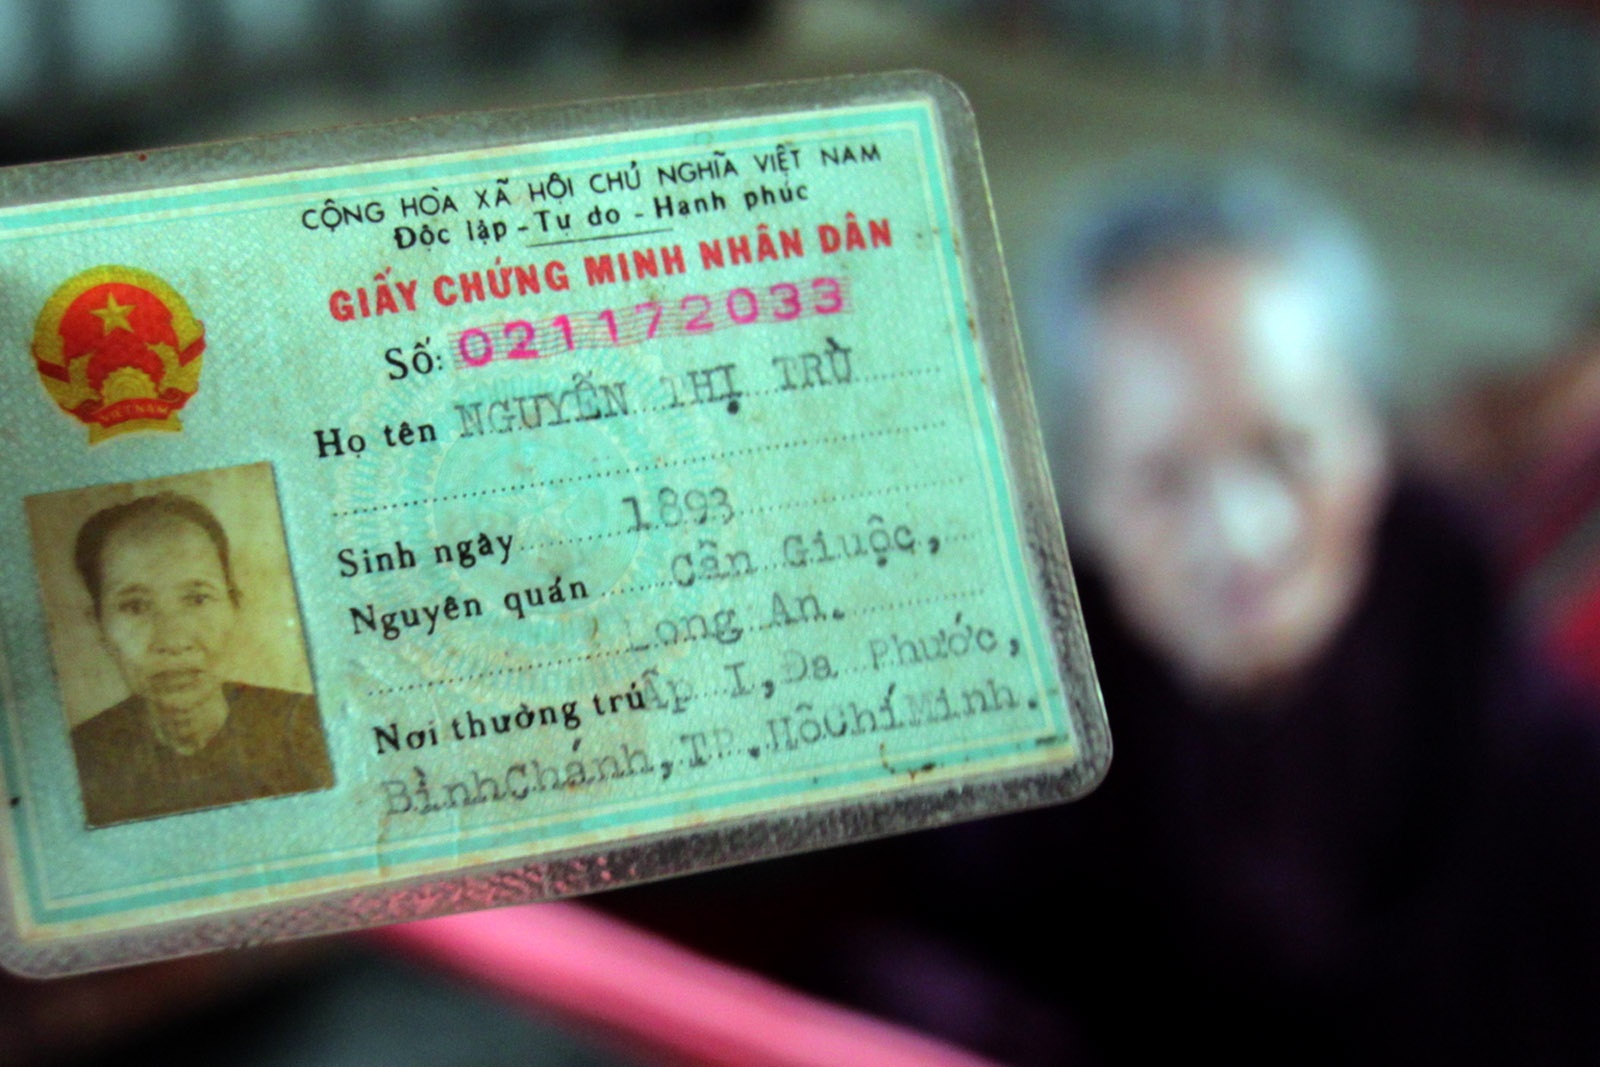 CỘNG HÒA XÃ HỘI CHỦ NGHĨA VIỆT NAM
Độc lập - Tự do - Hạnh phúc
GIẤY CHỨNG MINH NHÂN DÂN
Số: 021172033
Họ tên NGUYỄN THỊ TRÙ
Sinh ngày 1893
Nguyên quán Cần Giuộc,
Long An.
Nơi thường trú Ấp I, Đa Phước,
BìnhChánh, TP. HồChíMinh.
VIETNAM